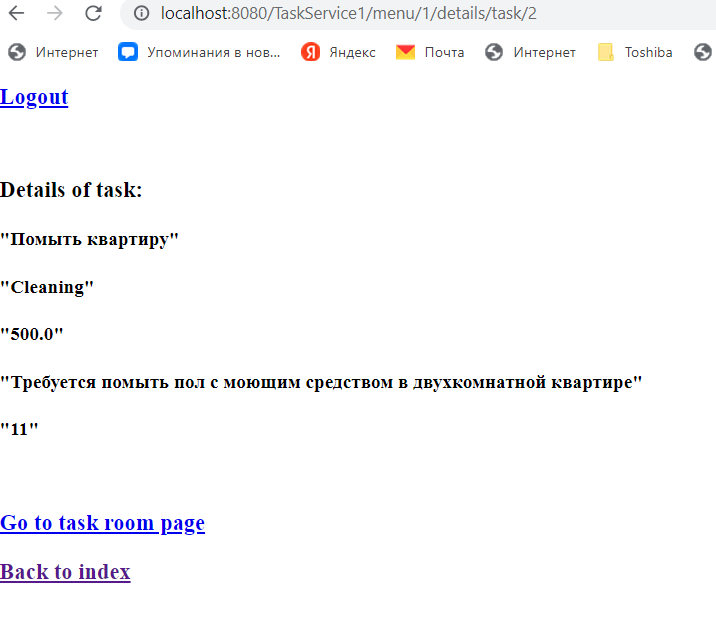 localhost:8080/TaskService1/menu/1/details/task/2
Интернет Упоминания в нов... Яндекс Почта Интернет Toshiba
Logout
Details of task:
"Помыть квартиру"
"Cleaning"
"500.0"
"Требуется помыть пол с моющим средством в двухкомнатной квартире"
"11"
Go to task room page
Back to index